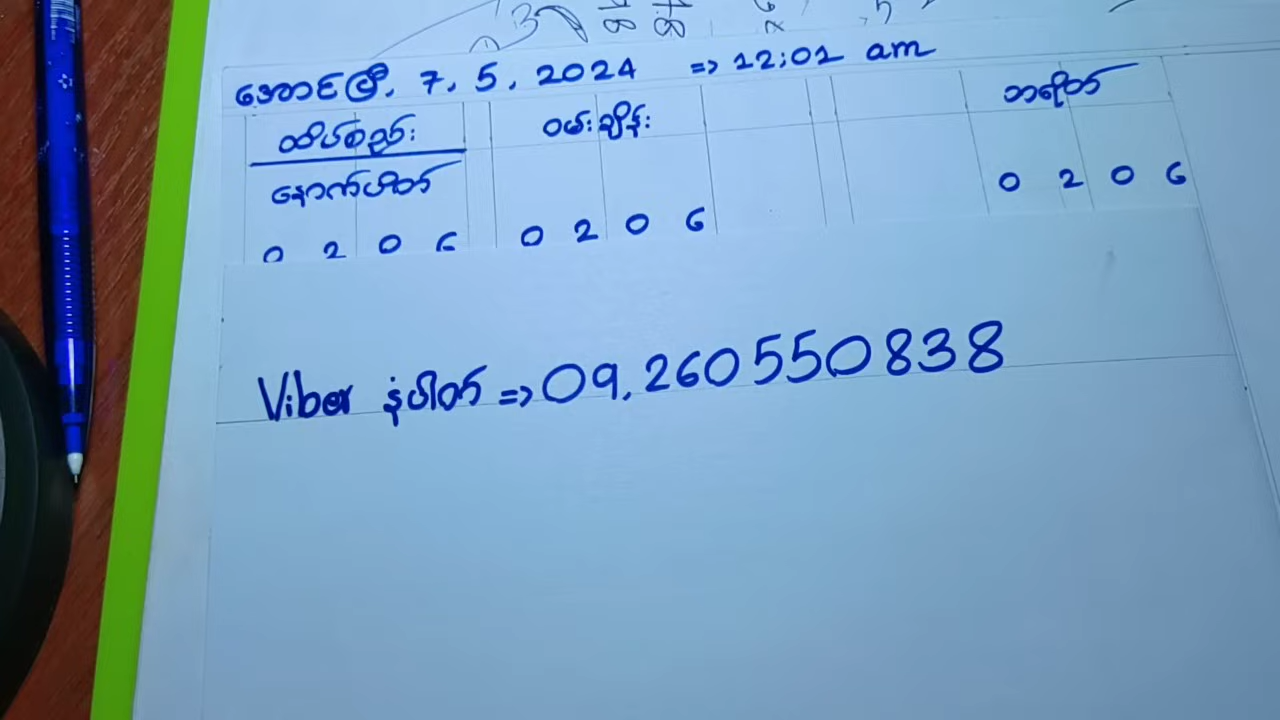 အောင်ပြီ. 7, 5, 2024 => 12:01 am
ထိပ်စည်း ဝမ်းချိန်း ဘရိတ်
နောက်ပိတ်
0 2 0 6 0 2 0 6 0 2 0 6
Viber နံပါတ် => 09.260550838